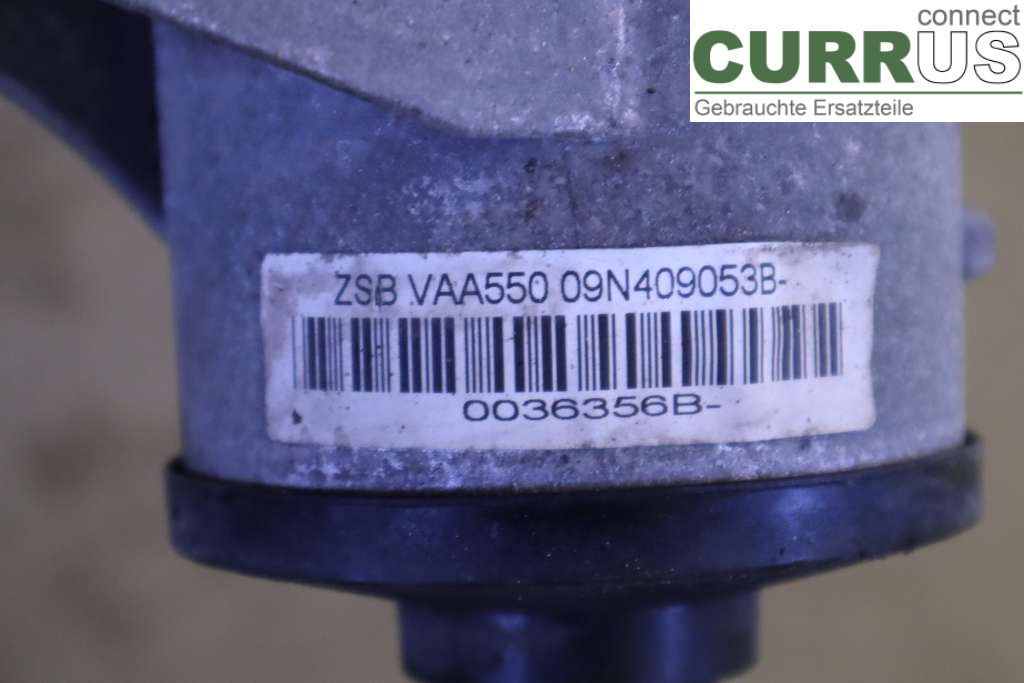 connect
CURRUS
Gebrauchte Ersatzteile
ZSB VAA550 09N409053B-
0036356B-